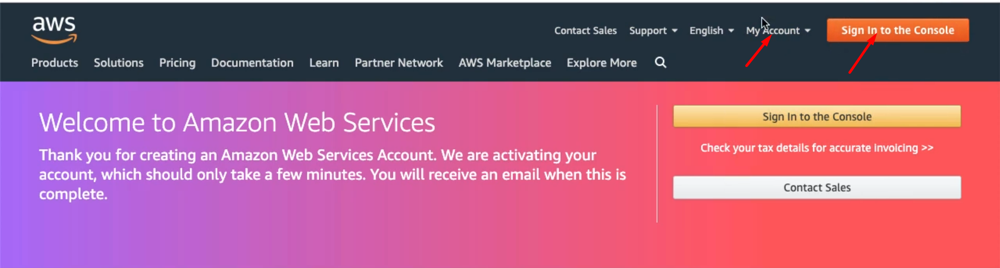 aws
Contact Sales Support English My Account Sign In to the Console
Products Solutions Pricing Documentation Learn Partner Network AWS Marketplace Explore More
Welcome to Amazon Web Services
Thank you for creating an Amazon Web Services Account. We are activating your
account, which should only take a few minutes. You will receive an email when this is
complete.
Sign In to the Console
Check your tax details for accurate invoicing >>
Contact Sales